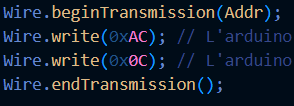 Wire.beginTransmission(Addr);
Wire.write(0xAC); // L'arduino
Wire.write(0x0C); // L'arduino
Wire.endTransmission();